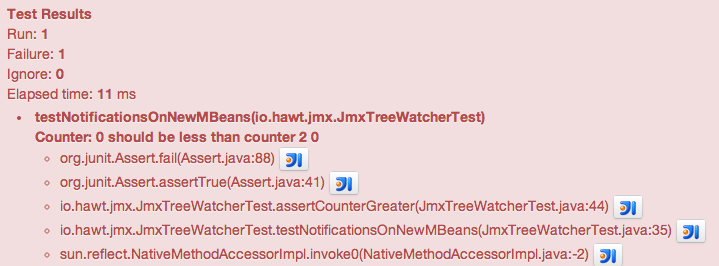 Test Results
Run: 1
Failure: 1
Ignore: 0
Elapsed time: 11 ms
testNotificationsOnNewMBeans(io.hawt.jmx.JmxTreeWatcherTest)
Counter: 0 should be less than counter 2 0
org.junit.Assert.fail(Assert.java:88)
org.junit.Assert.assertTrue(Assert.java:41)
io.hawt.jmx.JmxTreeWatcherTest.assertCounterGreater(JmxTreeWatcherTest.java:44)
io.hawt.jmx.JmxTreeWatcherTest.testNotificationsOnNewMBeans(JmxTreeWatcherTest.java:35)
sun.reflect.NativeMethodAccessorImpl.invoke0(NativeMethodAccessorImpl.java:-2)